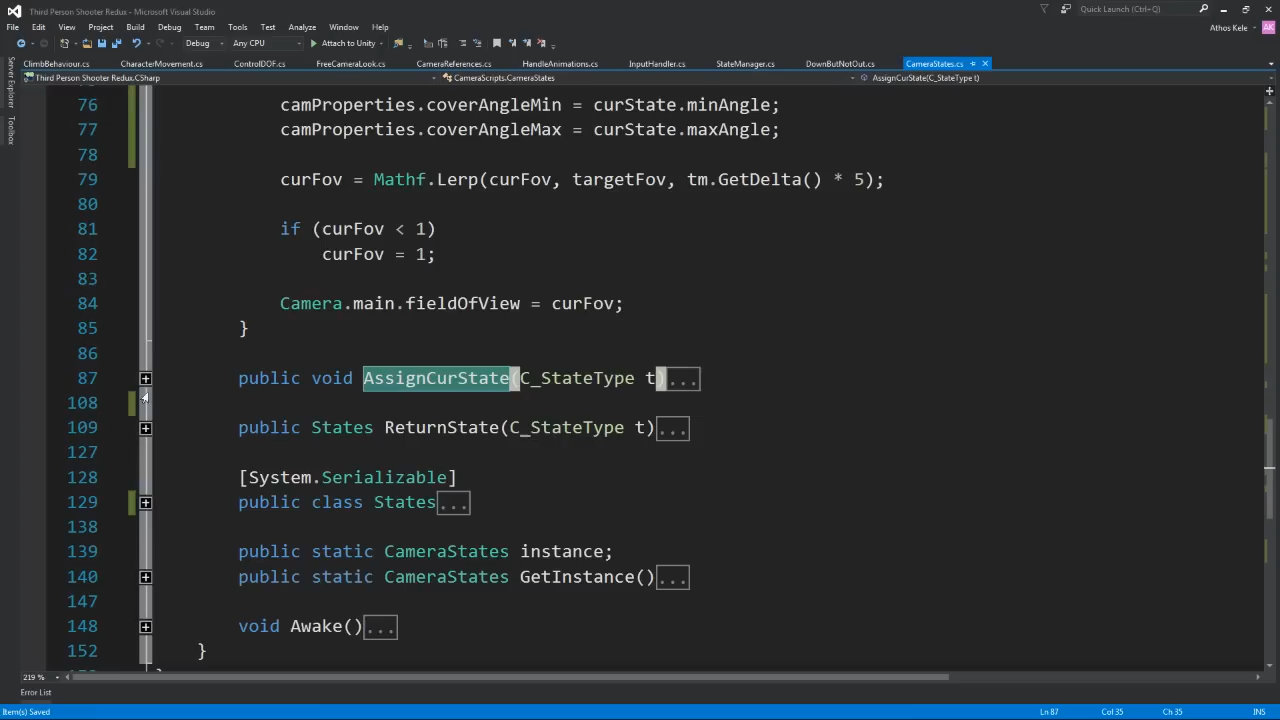 Third Person Shooter Redux - Microsoft Visual Studio
Quick Launch (Ctrl+Q)
File Edit View Project Build Debug Team Tools Test Analyze Window Help
Athos Kele AK
Debug Any CPU Attach to Unity
ClimbBehaviour.cs CharacterMovement.cs ControlDOF.cs FreeCameraLook.cs CameraReferences.cs HandleAnimations.cs InputHandler.cs StateManager.cs DownButNotOut.cs CameraStates.cs
Third Person Shooter Redux.CSharp CameraScripts.CameraStates AssignCurState(C_StateType t)
Server Explorer
Toolbox
76 camProperties.coverAngleMin = curState.minAngle;
77 camProperties.coverAngleMax = curState.maxAngle;
78
79 curFov = Mathf.Lerp(curFov, targetFov, tm.GetDelta() * 5);
80
81 if (curFov < 1)
82 curFov = 1;
83
84 Camera.main.fieldOfView = curFov;
85 }
86
87 public void AssignCurState(C_StateType t)...
108
109 public States ReturnState(C_StateType t)...
127
128 [System.Serializable]
129 public class States...
138
139 public static CameraStates instance;
140 public static CameraStates GetInstance()...
147
148 void Awake()...
152 }
219 %
Error List
Item(s) Saved Ln 87 Col 35 Ch 35 INS